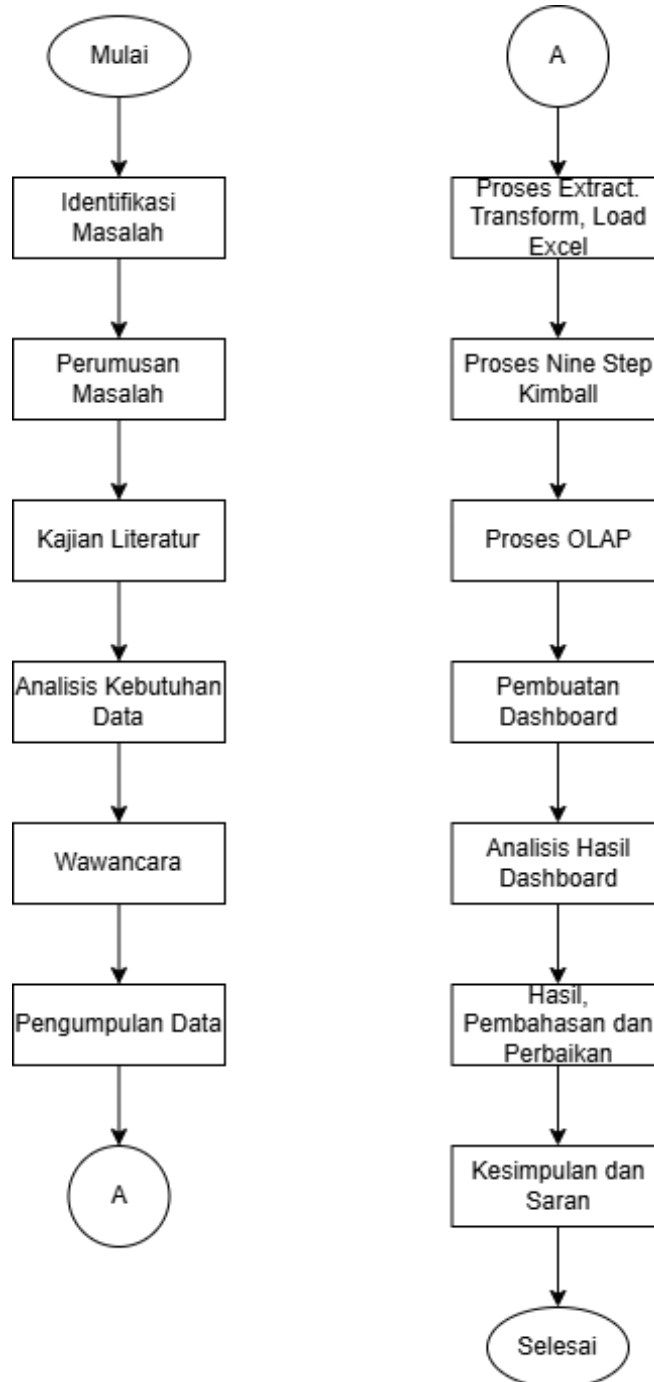 Mulai
Identifikasi
Masalah
Perumusan
Masalah
Kajian Literatur
Analisis Kebutuhan
Data
Wawancara
Pengumpulan Data
A
A
Proses Extract.
Transform, Load
Excel
Proses Nine Step
Kimball
Proses OLAP
Pembuatan
Dashboard
Analisis Hasil
Dashboard
Hasil,
Pembahasan dan
Perbaikan
Kesimpulan dan
Saran
Selesai